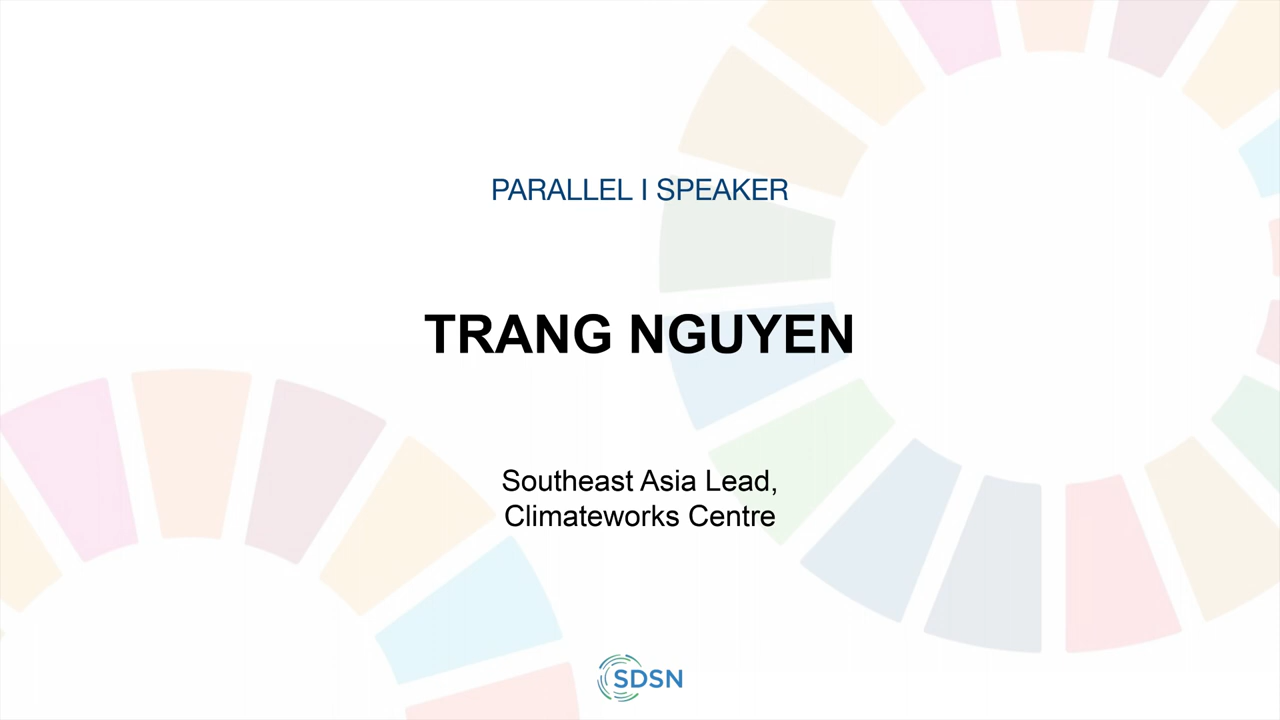 PARALLEL I SPEAKER
TRANG NGUYEN
Southeast Asia Lead,
Climateworks Centre
SDSN